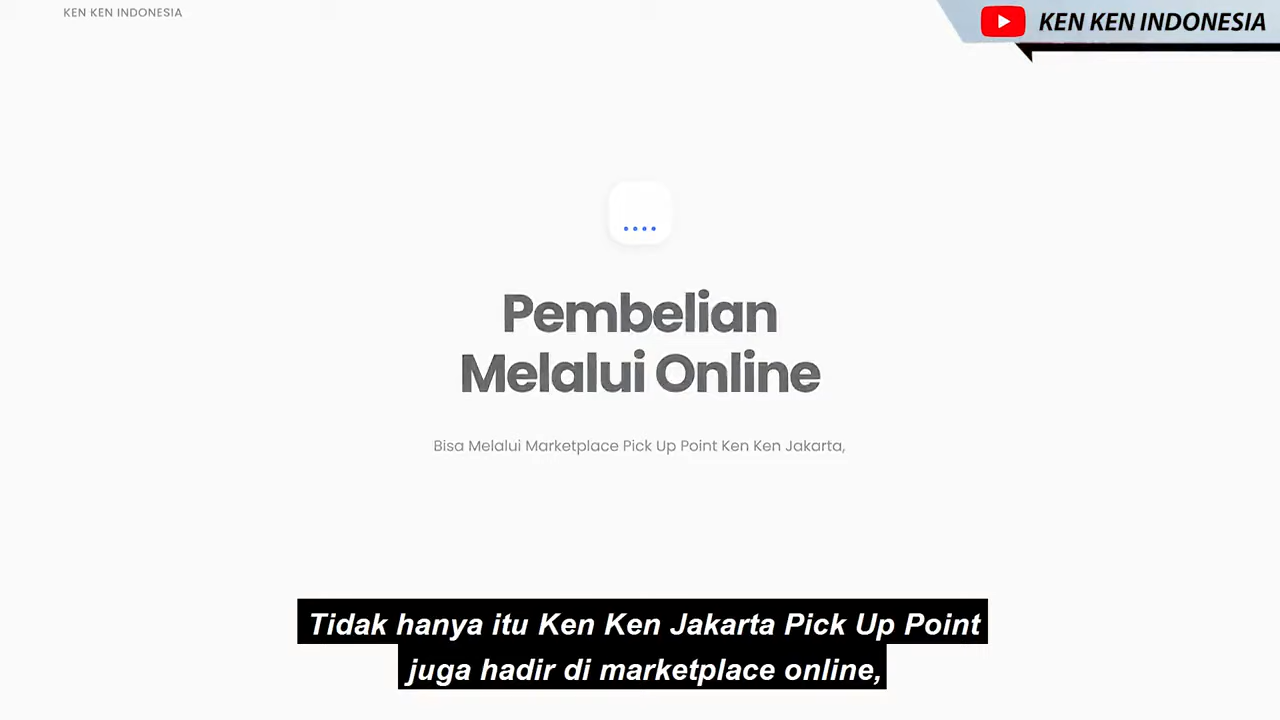 KEN KEN INDONESIA
KEN KEN INDONESIA
Pembelian
Melalui Online
Bisa Melalui Marketplace Pick Up Point Ken Ken Jakarta,
Tidak hanya itu Ken Ken Jakarta Pick Up Point
juga hadir di marketplace online,